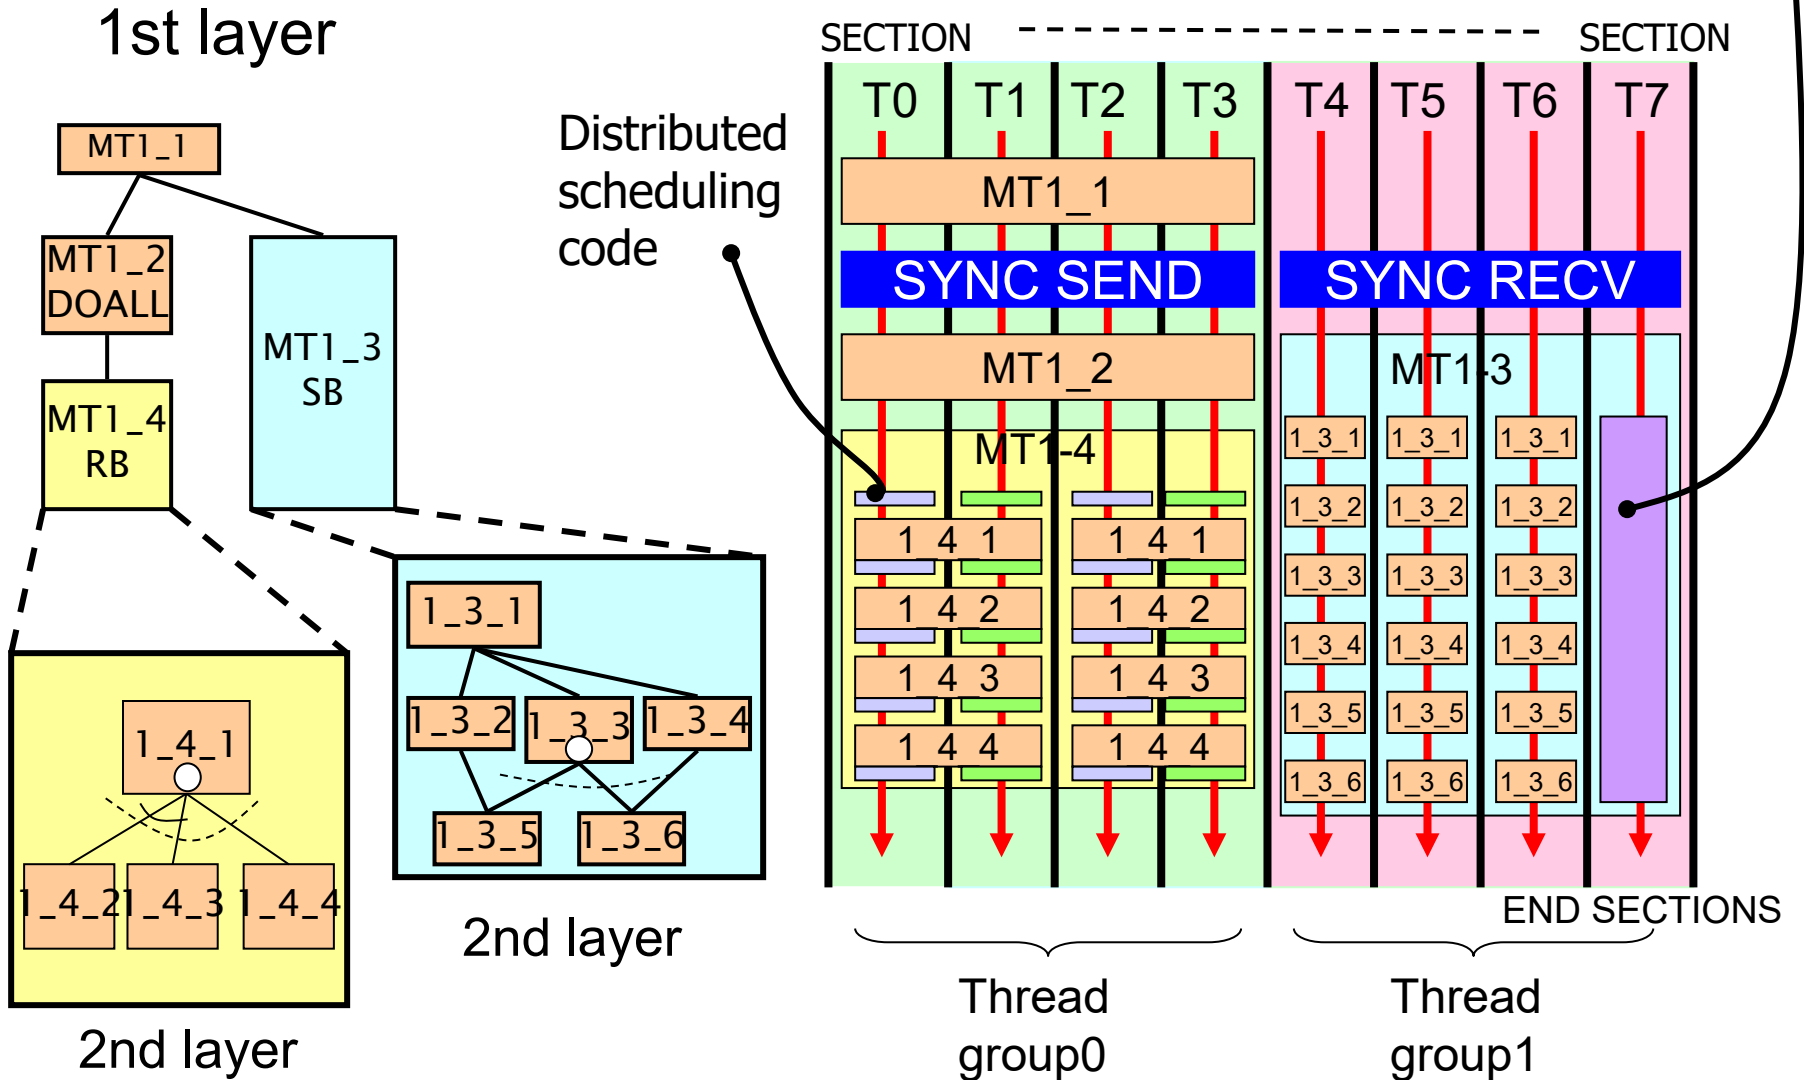 1st layer
MT1_1
MT1_2
DOALL
MT1_3
SB
MT1_4
RB
1_4_1
1_4_2
1_4_3
1_4_4
2nd layer
1_3_1
1_3_2
1_3_3
1_3_4
1_3_5
1_3_6
2nd layer
Distributed
scheduling
code
SECTION
SECTION
T0 T1 T2 T3 T4 T5 T6 T7
MT1_1
SYNC SEND
SYNC RECV
MT1_2
MT1-3
MT1-4
1_4_1 1_4_1
1_4_2 1_4_2
1_4_3 1_4_3
1_4_4 1_4_4
1_3_1 1_3_1 1_3_1
1_3_2 1_3_2 1_3_2
1_3_3 1_3_3 1_3_3
1_3_4 1_3_4 1_3_4
1_3_5 1_3_5 1_3_5
1_3_6 1_3_6 1_3_6
END SECTIONS
Thread
group0
Thread
group1